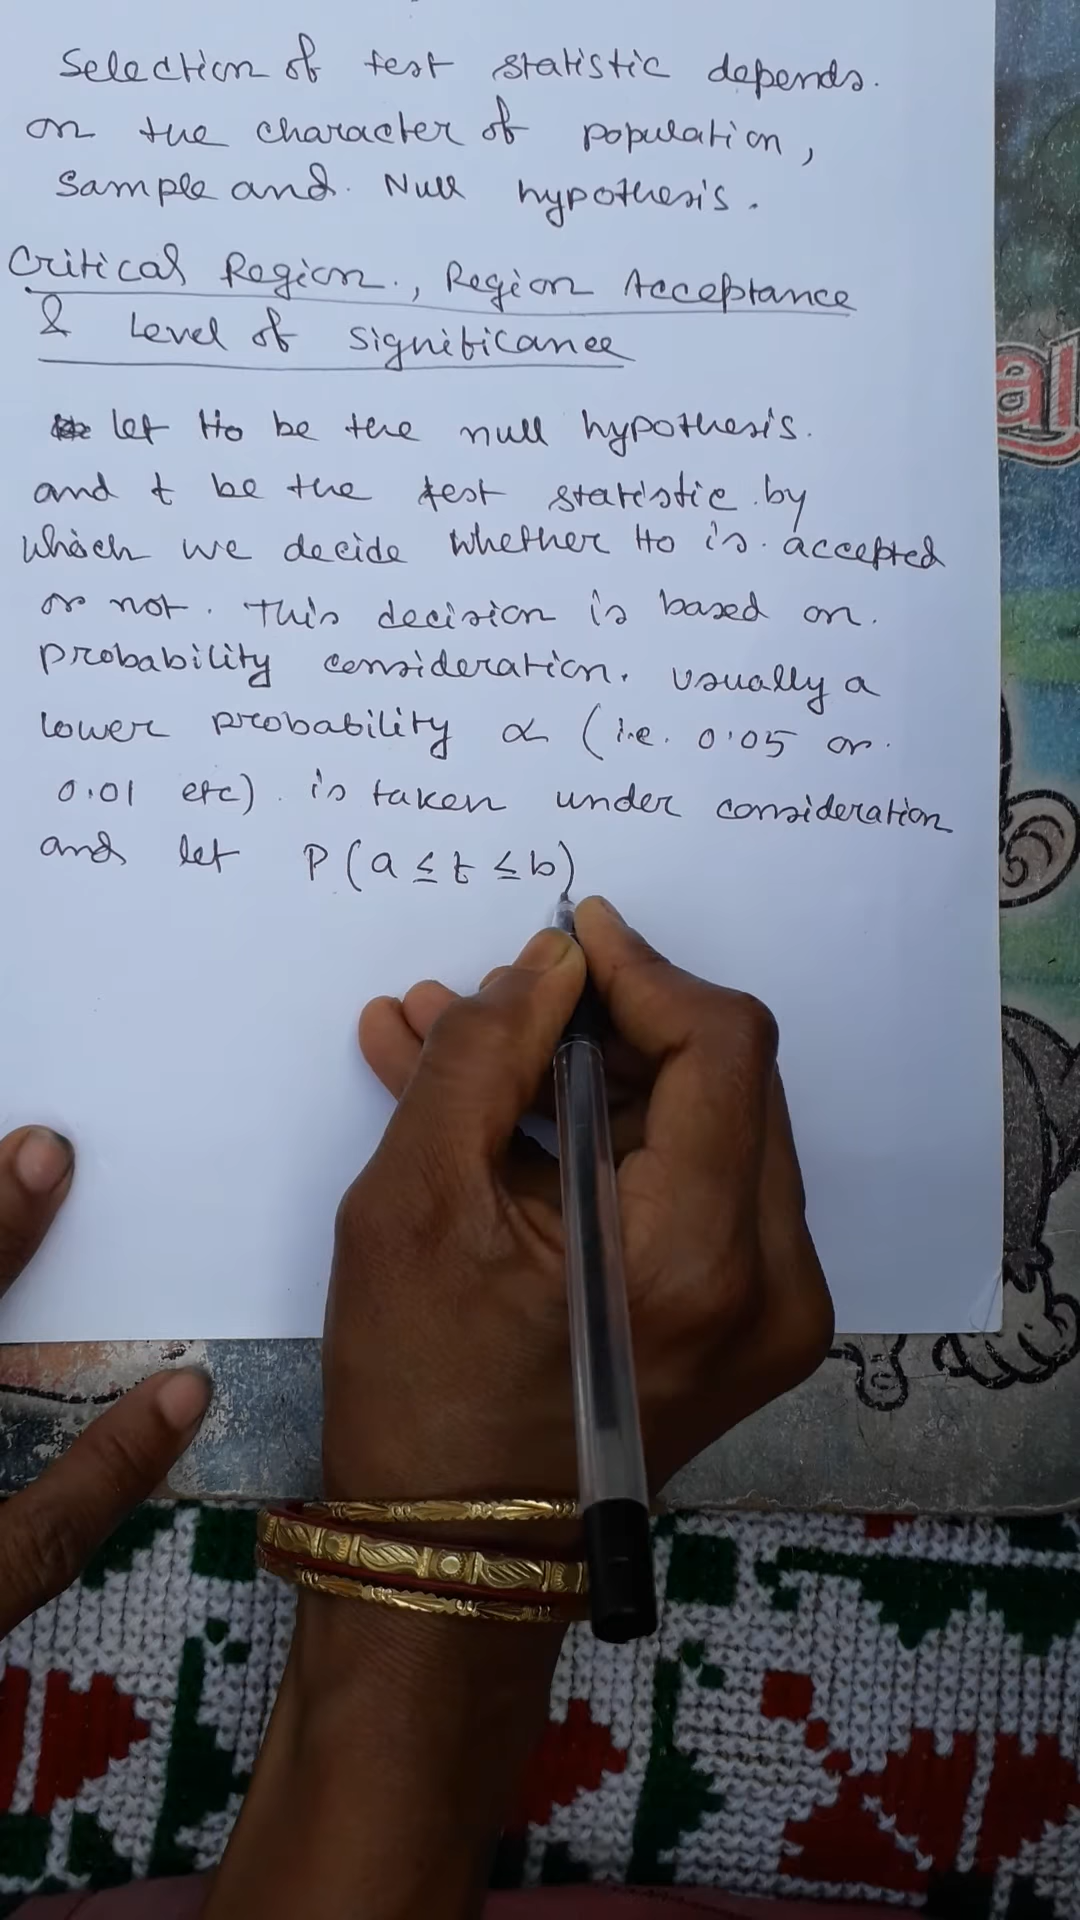 Selection of test statistic depends.
on the character of population,
Sample and. Null hypothesis.
Critical Region., Region Acceptance
& Level of Significance
let H0 be the null hypothesis.
and t be the test statistic. by
which we decide whether H0 is. accepted
or not. This decision is based on.
probability consideration. usually a
lower probability α (i.e. 0.05 or.
0.01 etc). is taken under consideration
and let P(a ≤ t ≤ b)
al